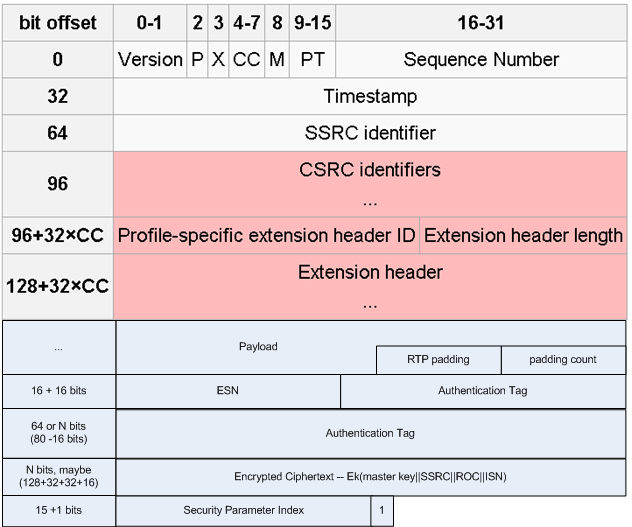 bit offset 0-1 2 3 4-7 8 9-15 16-31
0 Version P X CC M PT Sequence Number
32 Timestamp
64 SSRC identifier
96 CSRC identifiers
...
96+32×CC Profile-specific extension header ID Extension header length
128+32×CC Extension header
...
... Payload
RTP padding padding count
16 + 16 bits ESN Authentication Tag
64 or N bits
(80 -16 bits) Authentication Tag
N bits, maybe
(128+32+32+16) Encrypted Ciphertext -- Ek(master key||SSRC||ROC||ISN)
15 +1 bits Security Parameter Index 1